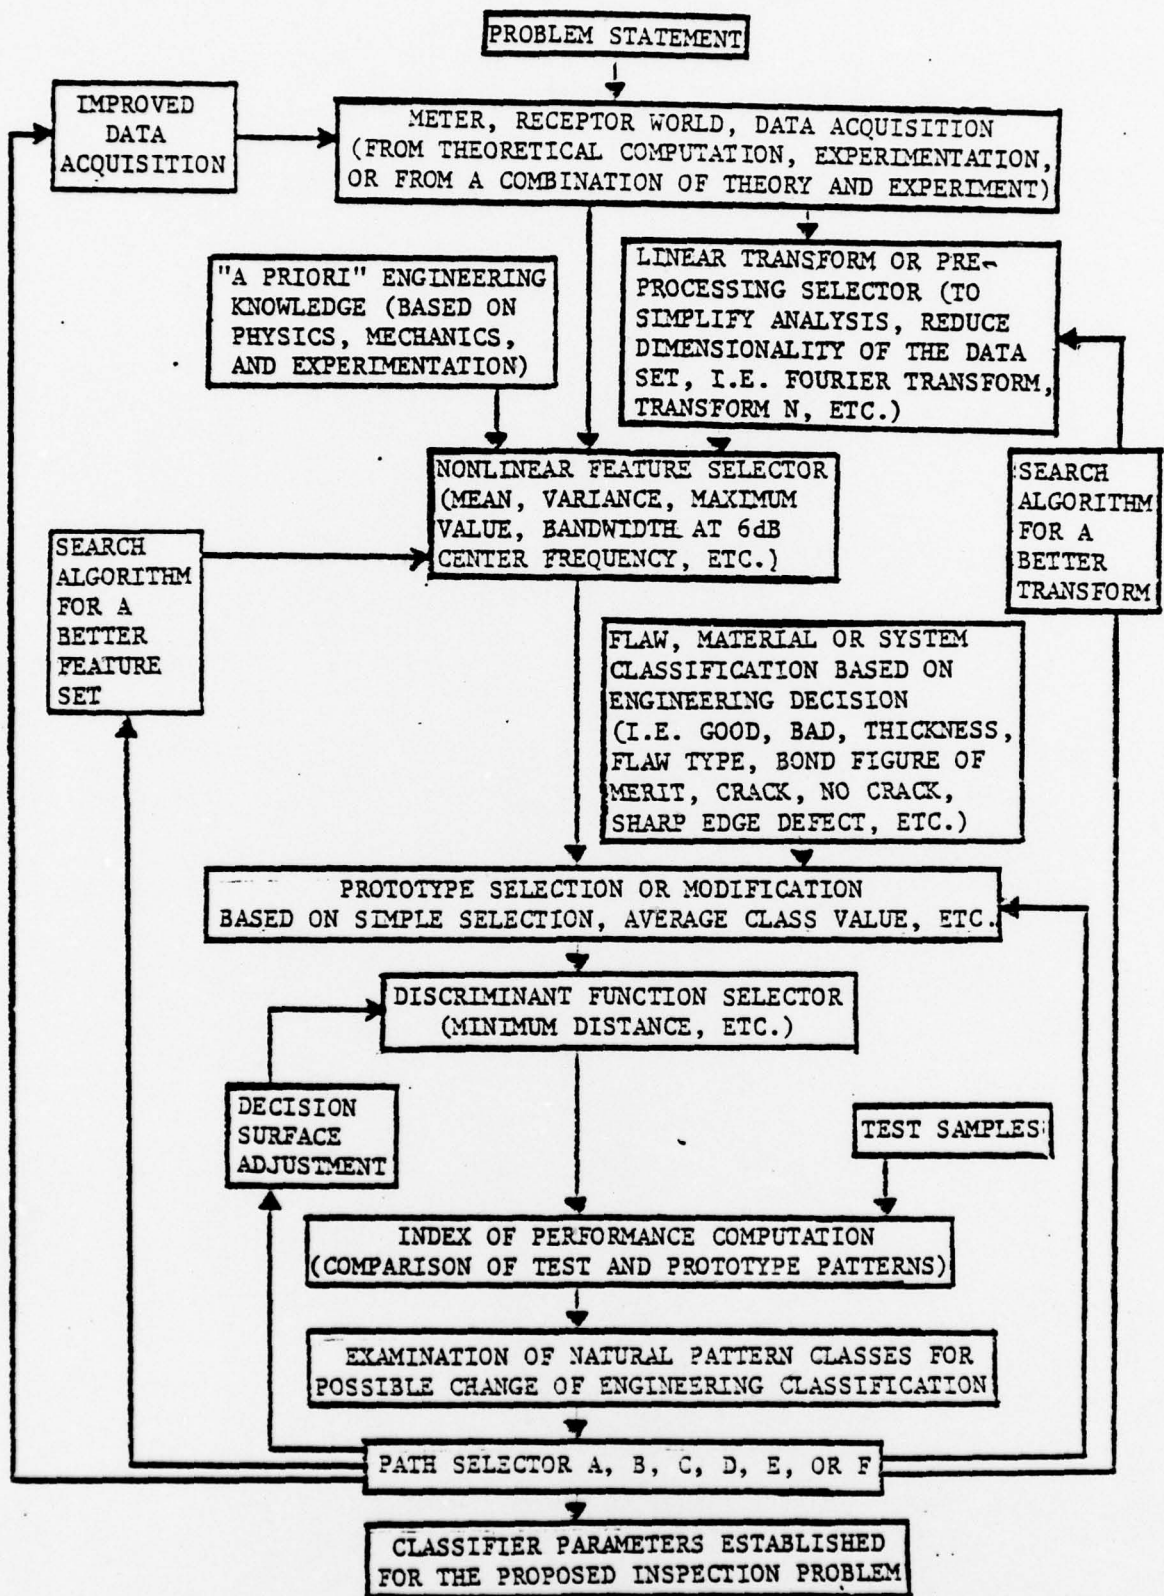 PROBLEM STATEMENT
IMPROVED
DATA
ACQUISITION
METER, RECEPTOR WORLD, DATA ACQUISITION
(FROM THEORETICAL COMPUTATION, EXPERIMENTATION,
OR FROM A COMBINATION OF THEORY AND EXPERIMENT)
"A PRIORI" ENGINEERING
KNOWLEDGE (BASED ON
PHYSICS, MECHANICS,
AND EXPERIMENTATION)
LINEAR TRANSFORM OR PRE-
PROCESSING SELECTOR (TO
SIMPLIFY ANALYSIS, REDUCE
DIMENSIONALITY OF THE DATA
SET, I.E. FOURIER TRANSFORM,
TRANSFORM N, ETC.)
NONLINEAR FEATURE SELECTOR
(MEAN, VARIANCE, MAXIMUM
VALUE, BANDWIDTH AT 6dB
CENTER FREQUENCY, ETC.)
SEARCH
ALGORITHM
FOR A
BETTER
TRANSFORM
SEARCH
ALGORITHM
FOR A
BETTER
FEATURE
SET
FLAW, MATERIAL OR SYSTEM
CLASSIFICATION BASED ON
ENGINEERING DECISION
(I.E. GOOD, BAD, THICKNESS,
FLAW TYPE, BOND FIGURE OF
MERIT, CRACK, NO CRACK,
SHARP EDGE DEFECT, ETC.)
PROTOTYPE SELECTION OR MODIFICATION
BASED ON SIMPLE SELECTION, AVERAGE CLASS VALUE, ETC.
DISCRIMINANT FUNCTION SELECTOR
(MINIMUM DISTANCE, ETC.)
DECISION
SURFACE
ADJUSTMENT
TEST SAMPLES
INDEX OF PERFORMANCE COMPUTATION
(COMPARISON OF TEST AND PROTOTYPE PATTERNS)
EXAMINATION OF NATURAL PATTERN CLASSES FOR
POSSIBLE CHANGE OF ENGINEERING CLASSIFICATION
PATH SELECTOR A, B, C, D, E, OR F
CLASSIFIER PARAMETERS ESTABLISHED
FOR THE PROPOSED INSPECTION PROBLEM